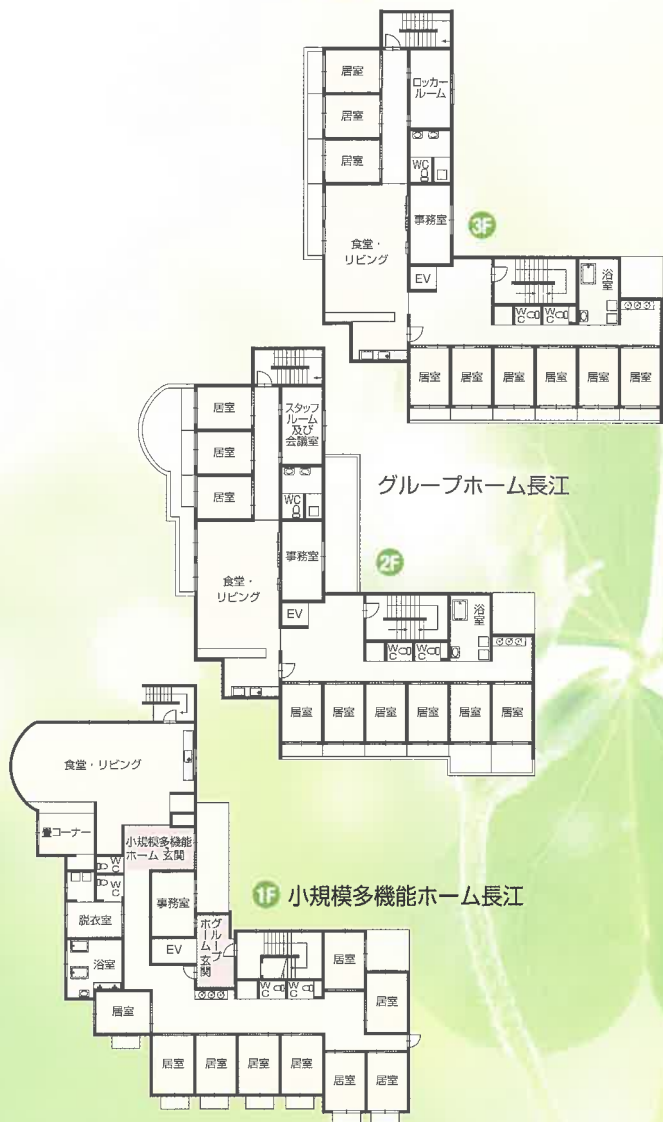 居室
ロッカー
ルーム
居室
居室
WC
事務室
3F
食堂・
リビング
EV
浴室
WC
WC
居室
居室
居室
居室
居室
居室
居室
スタッフ
ルーム
及び
会議室
居室
居室
WC
グループホーム長江
事務室
2F
食堂・
リビング
EV
浴室
WC
WC
居室
居室
居室
居室
居室
居室
食堂・リビング
畳コーナー
小規模多機能
ホーム 玄関
WC
WC
脱衣室
事務室
1F 小規模多機能ホーム長江
グループ
ホーム 玄関
EV
浴室
WC
WC
居室
居室
居室
居室
居室
居室
居室
居室
居室